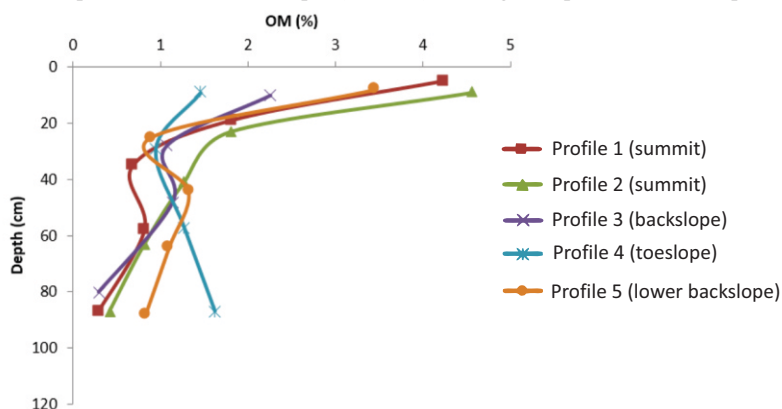 OM (%)
0 1 2 3 4 5
0
20
40
60
80
100
120
Depth (cm)
Profile 1 (summit)
Profile 2 (summit)
Profile 3 (backslope)
Profile 4 (toeslope)
Profile 5 (lower backslope)